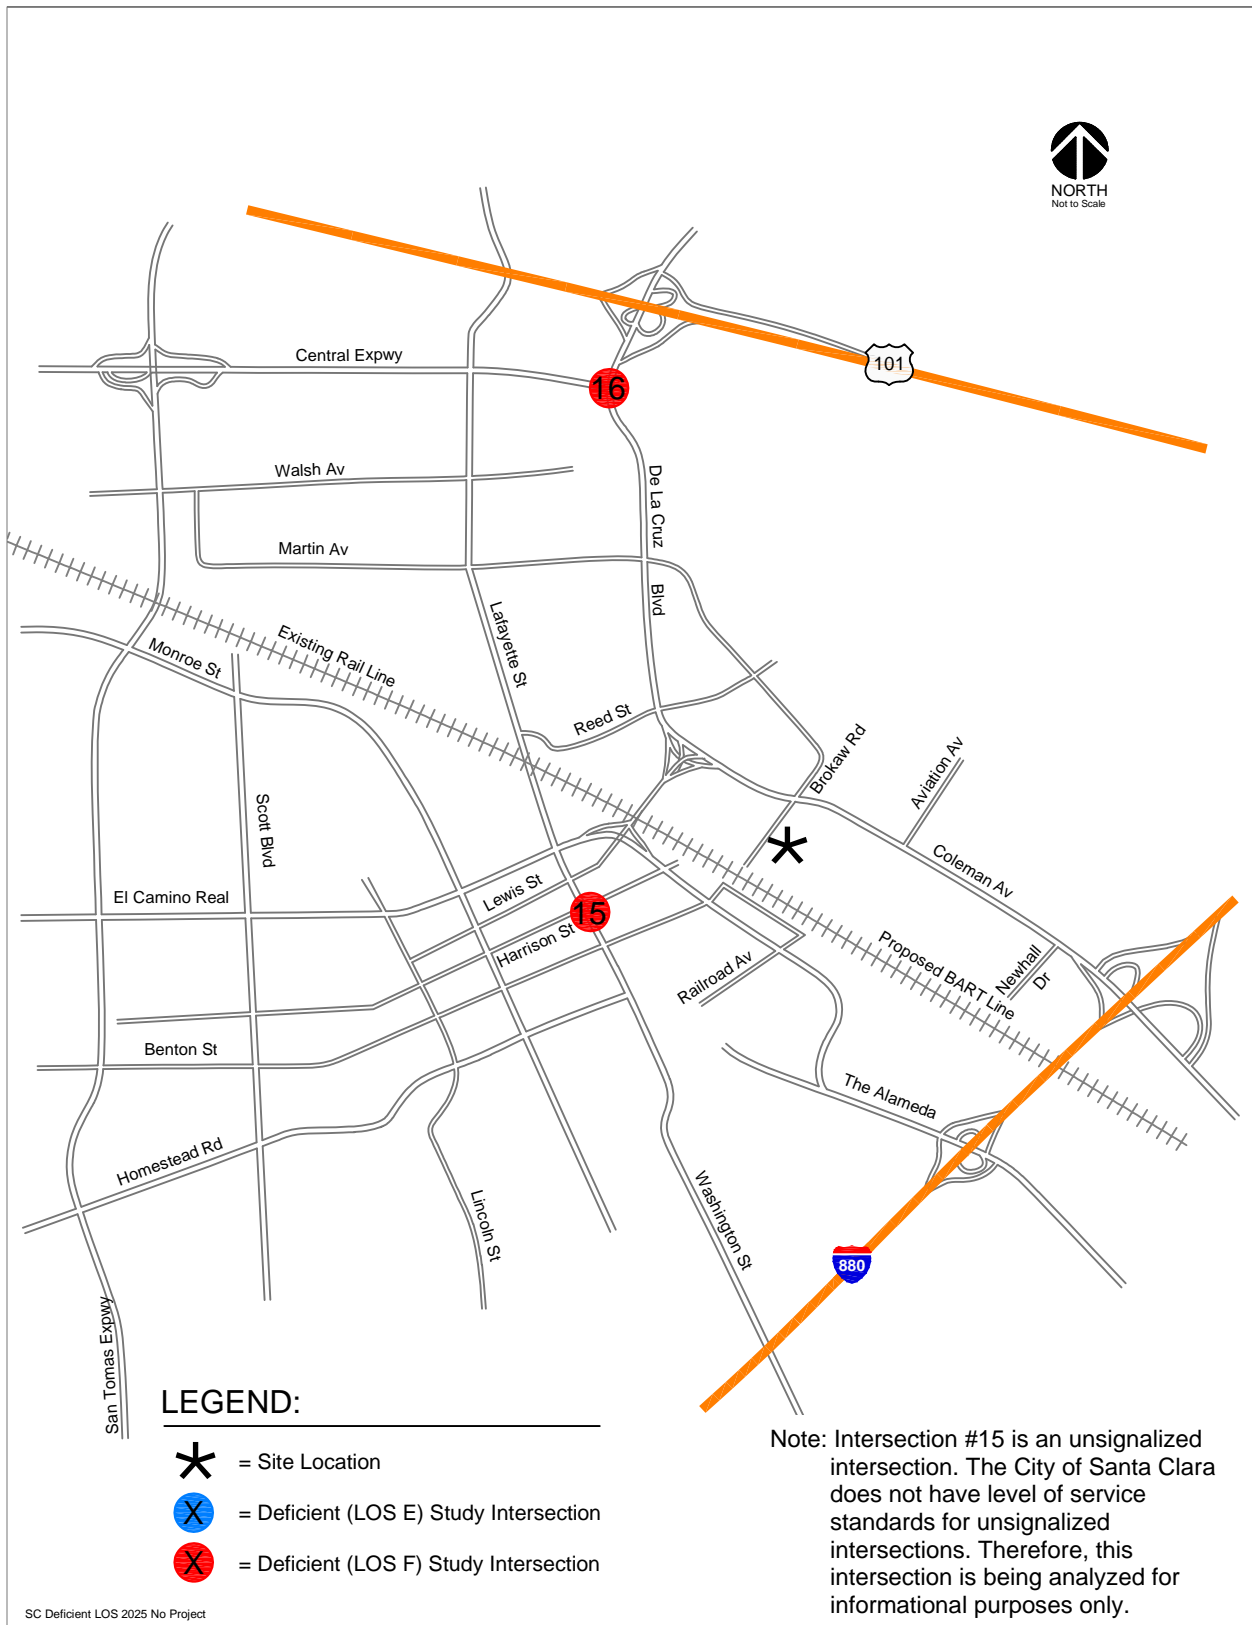 NORTH
Not to Scale
Central Expwy
101
16
Walsh Av
De La Cruz
Blvd
Martin Av
Lafayette St
Existing Rail Line
Monroe St
Reed St
Brokaw Rd
Aviation Av
Scott Blvd
Coleman Av
El Camino Real
Lewis St
15
Harrison St
Railroad Av
Proposed BART Line
Newhall
Dr
Benton St
The Alameda
Homestead Rd
Lincoln St
Washington St
880
San Tomas Expwy
LEGEND:
= Site Location
X = Deficient (LOS E) Study Intersection
X = Deficient (LOS F) Study Intersection
Note: Intersection #15 is an unsignalized
intersection. The City of Santa Clara
does not have level of service
standards for unsignalized
intersections. Therefore, this
intersection is being analyzed for
informational purposes only.
SC Deficient LOS 2025 No Project